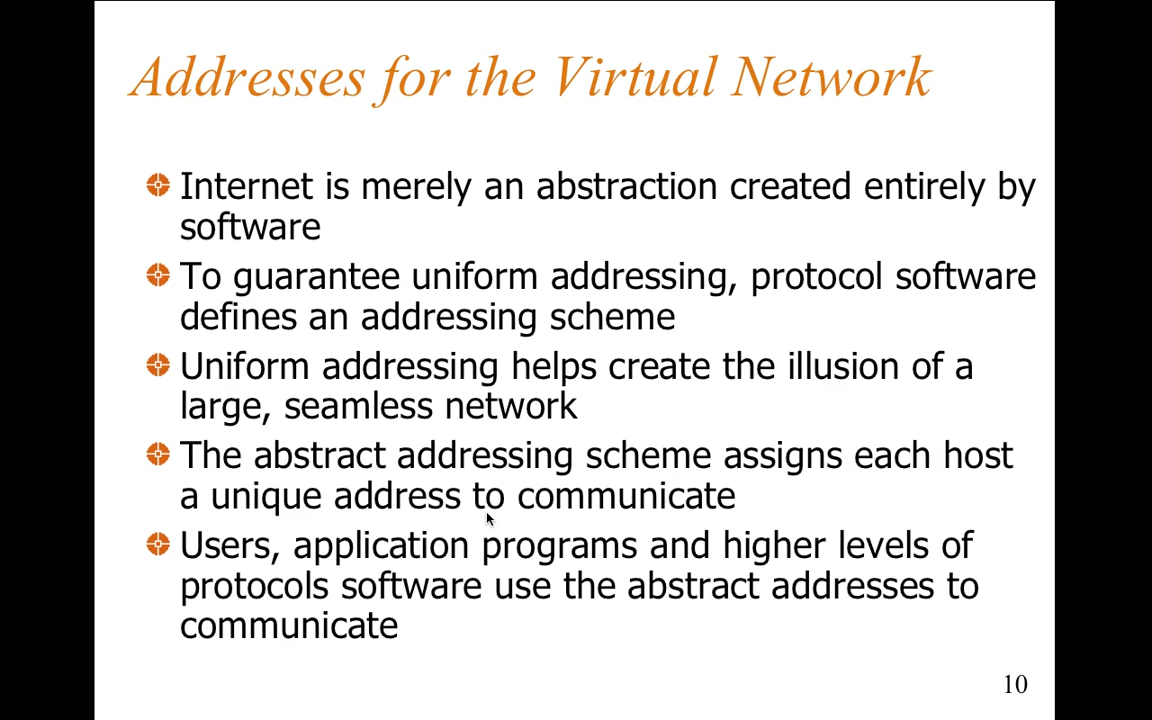 Addresses for the Virtual Network
Internet is merely an abstraction created entirely by
software
To guarantee uniform addressing, protocol software
defines an addressing scheme
Uniform addressing helps create the illusion of a
large, seamless network
The abstract addressing scheme assigns each host
a unique address to communicate
Users, application programs and higher levels of
protocols software use the abstract addresses to
communicate
10